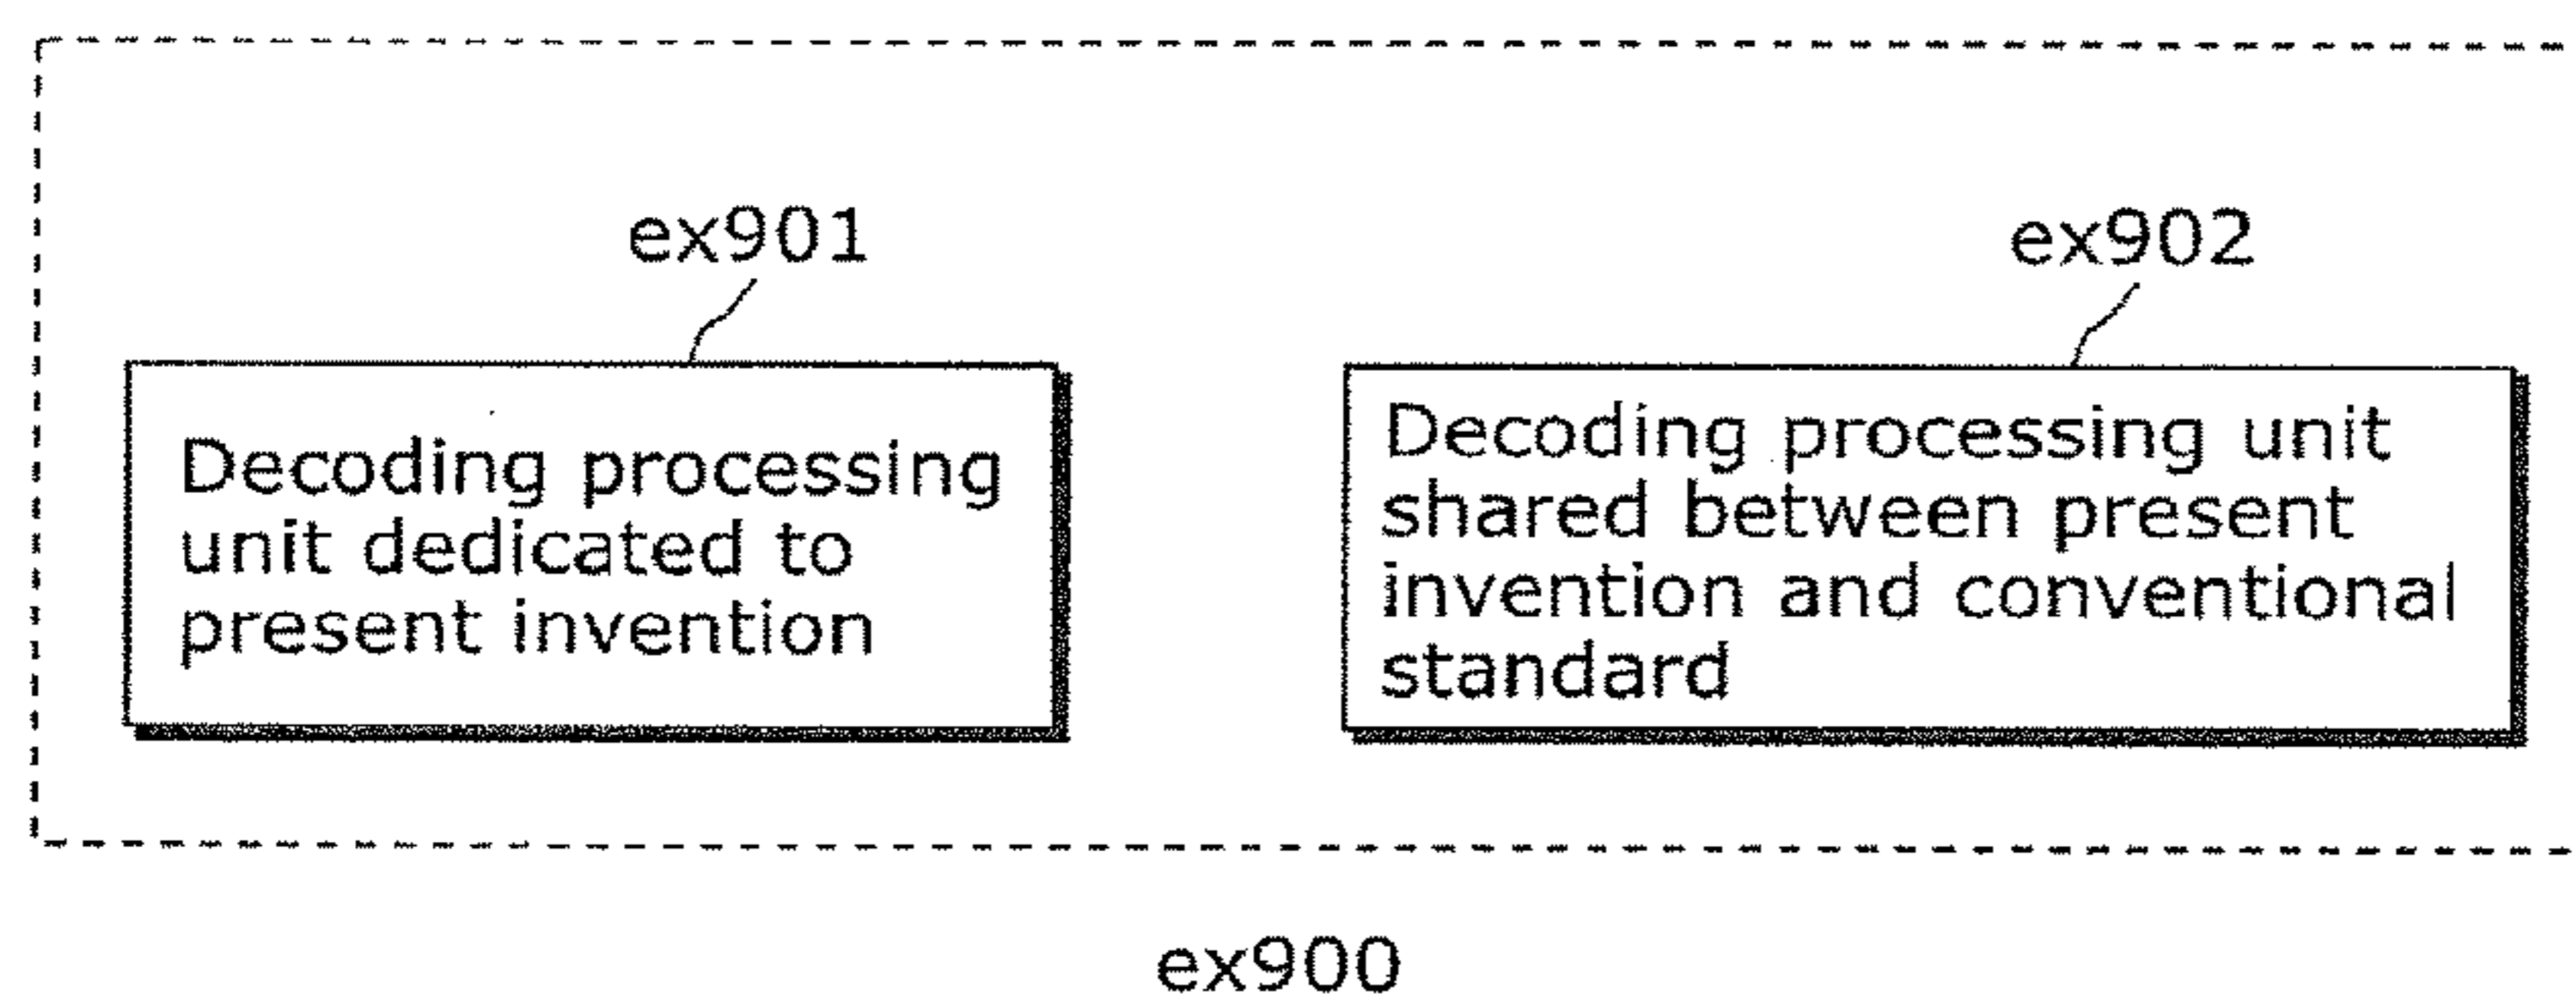 ex901
ex902
Decoding processing
unit dedicated to
present invention
Decoding processing unit
shared between present
invention and conventional
standard
ex900